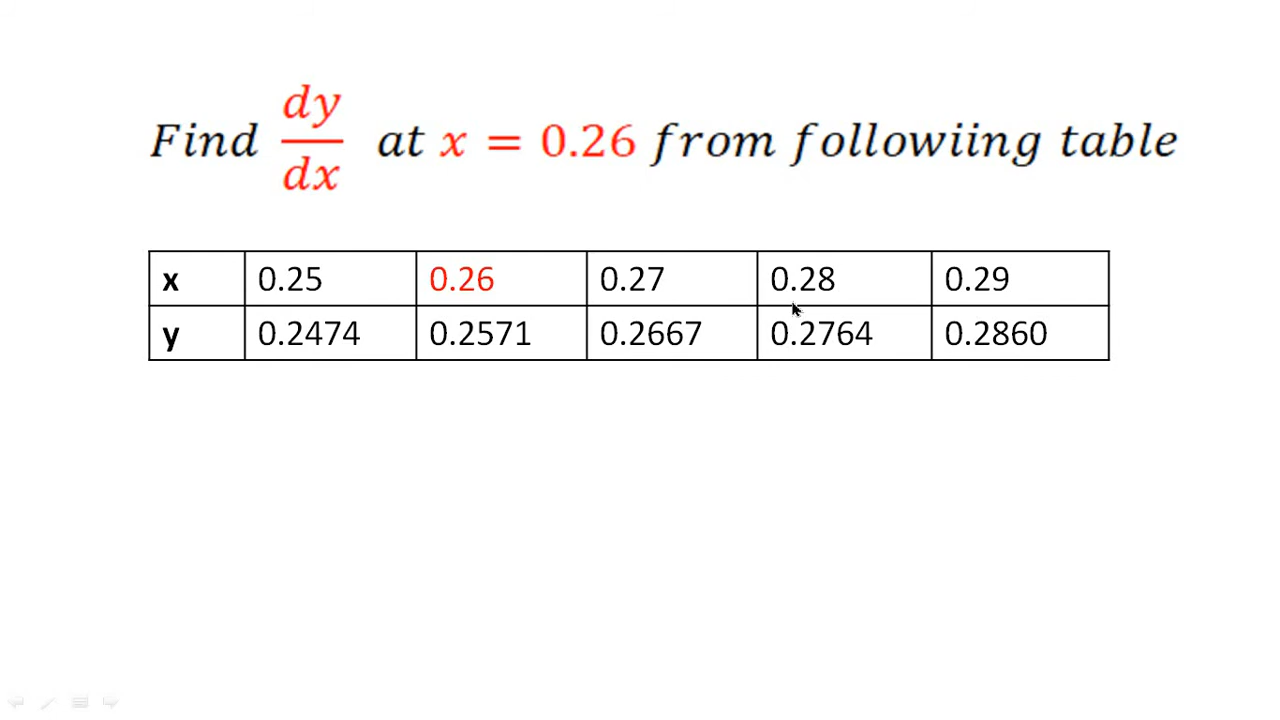 Find dy/dx at x = 0.26 from followiing table
x 0.25 0.26 0.27 0.28 0.29
y 0.2474 0.2571 0.2667 0.2764 0.2860